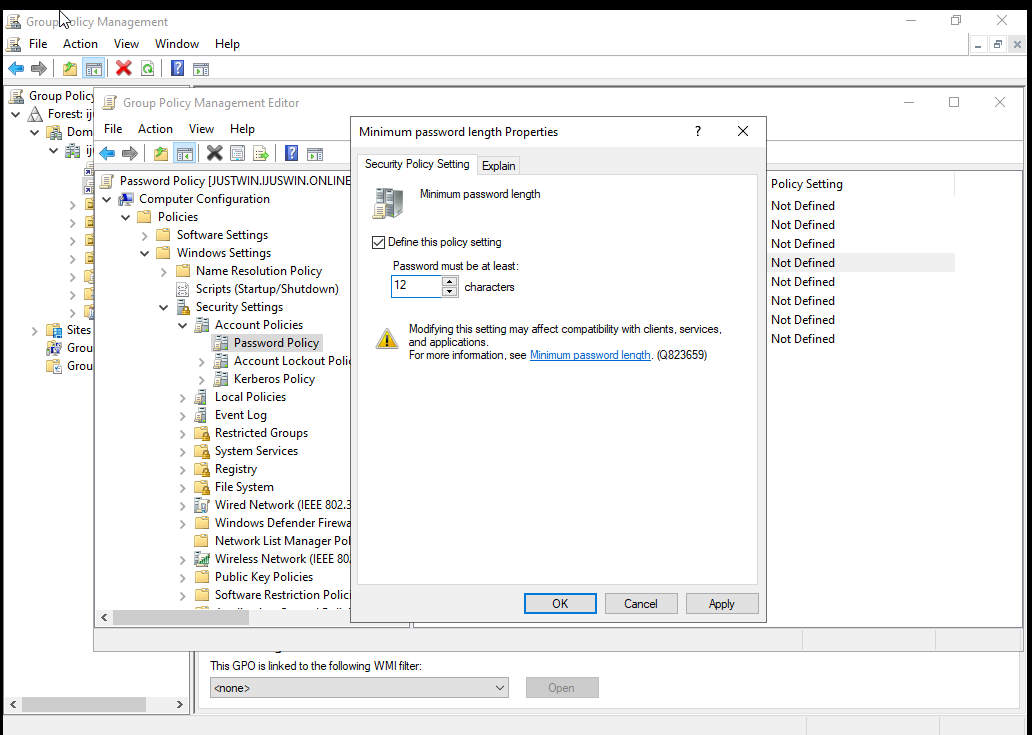 Group Policy Management
File Action View Window Help
Group Policy
Forest: ij
Dom
ij
Sites
Grou
Grou
Group Policy Management Editor
File Action View Help
Password Policy [JUSTWIN.IJUSWIN.ONLINE
Computer Configuration
Policies
Software Settings
Windows Settings
Name Resolution Policy
Scripts (Startup/Shutdown)
Security Settings
Account Policies
Password Policy
Account Lockout Polic
Kerberos Policy
Local Policies
Event Log
Restricted Groups
System Services
Registry
File System
Wired Network (IEEE 802.3
Windows Defender Firewa
Network List Manager Pol
Wireless Network (IEEE 802
Public Key Policies
Software Restriction Polici
Minimum password length Properties
?
Security Policy Setting Explain
Minimum password length
Define this policy setting
Password must be at least:
12 characters
Modifying this setting may affect compatibility with clients, services,
and applications.
For more information, see Minimum password length. (Q823659)
OK Cancel Apply
Policy Setting
Not Defined
Not Defined
Not Defined
Not Defined
Not Defined
Not Defined
Not Defined
Not Defined
This GPO is linked to the following WMI filter:
<none> Open